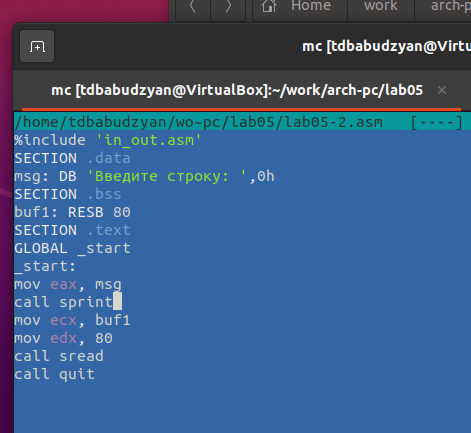 Home work arch-p
mc [tdbabudzyan@Virtu
mc [tdbabudzyan@VirtualBox]:~/work/arch-pc/lab05 ×
/home/tdbabudzyan/wo~pc/lab05/lab05-2.asm [----]
%include 'in_out.asm'
SECTION .data
msg: DB 'Введите строку: ',0h
SECTION .bss
buf1: RESB 80
SECTION .text
GLOBAL _start
_start:
mov eax, msg
call sprint
mov ecx, buf1
mov edx, 80
call sread
call quit